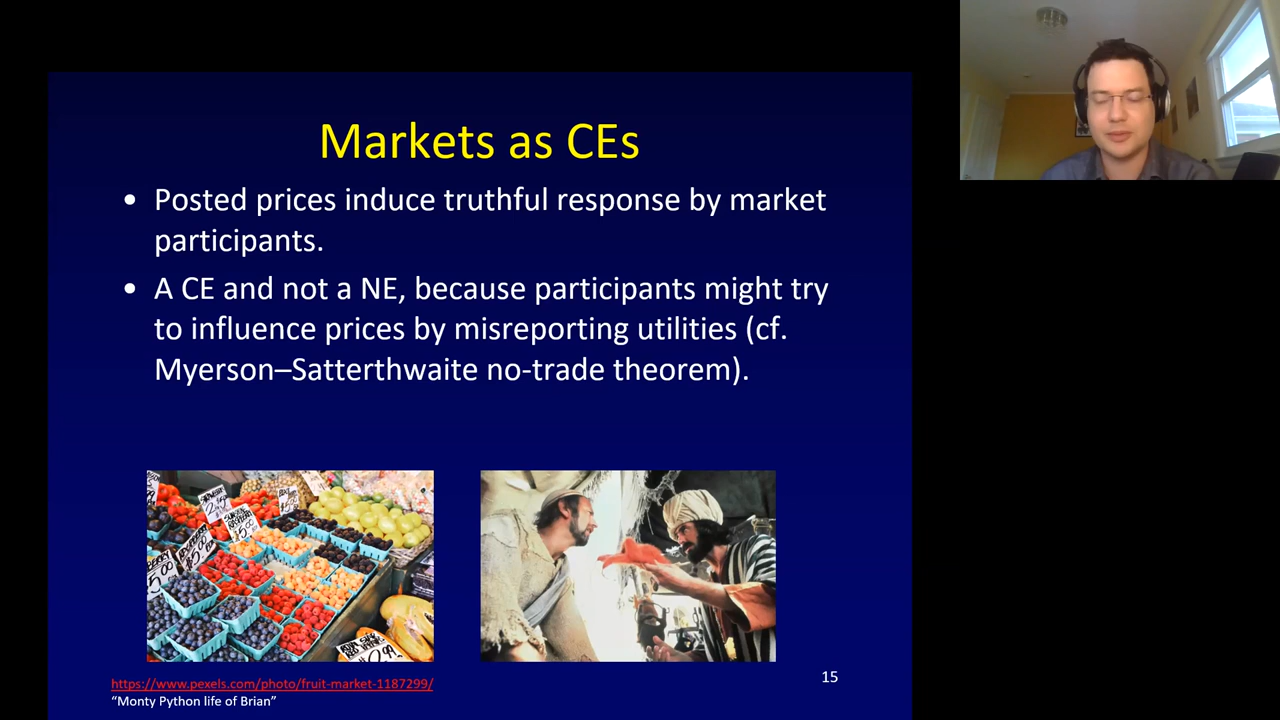 Markets as CEs
• Posted prices induce truthful response by market
participants.
• A CE and not a NE, because participants might try
to influence prices by misreporting utilities (cf.
Myerson–Satterthwaite no-trade theorem).
https://www.pexels.com/photo/fruit-market-1187299/
“Monty Python life of Brian”
15